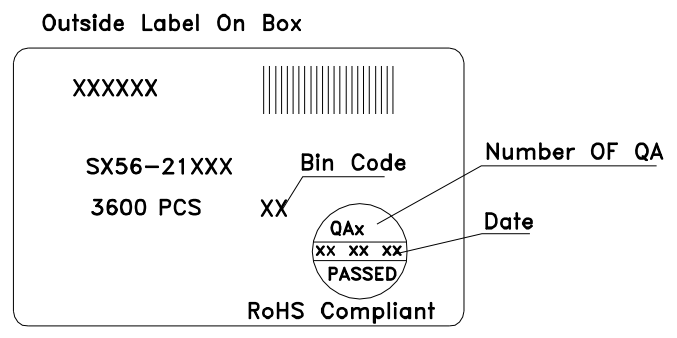 Outside Label On Box
XXXXXX
SX56-21XXX
Bin Code
Number OF QA
3600 PCS
XX
Date
QAx
xx xx xx
PASSED
RoHS Compliant